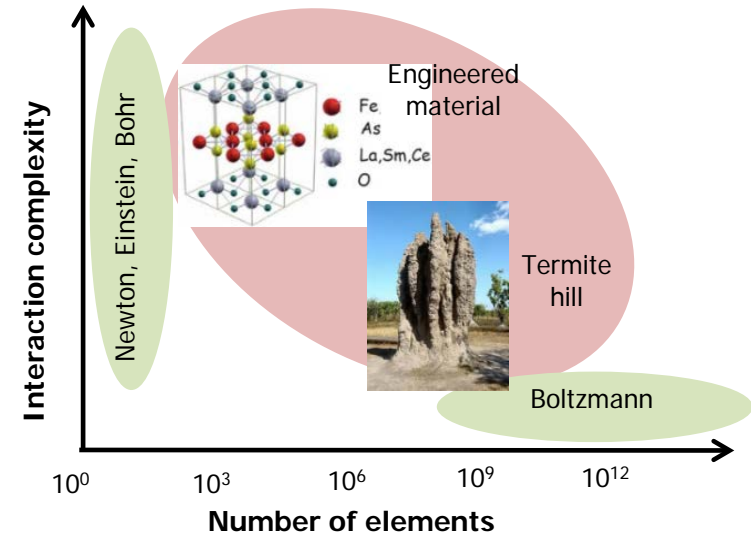 Interaction complexity
Newton, Einstein, Bohr
Fe
As
La,Sm,Ce
O
Engineered
material
Termite
hill
Boltzmann
10⁰
10³
10⁶
10⁹
10¹²
Number of elements